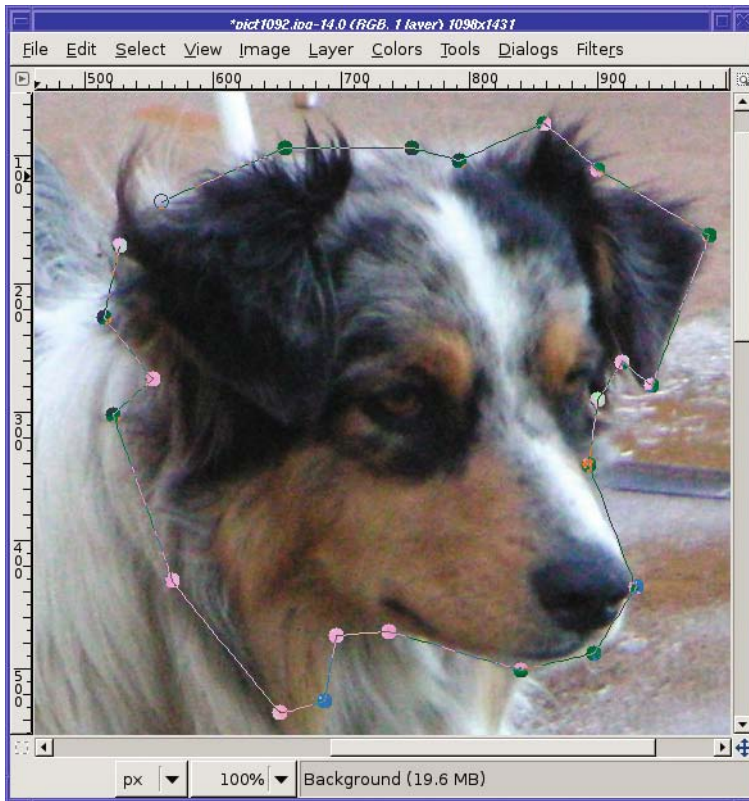 *pict1092.jpg-14.0 (RGB, 1 layer) 1098x1431
File Edit Select View Image Layer Colors Tools Dialogs Filters
500 600 700 800 900
100
200
300
400
500
px 100% Background (19.6 MB)